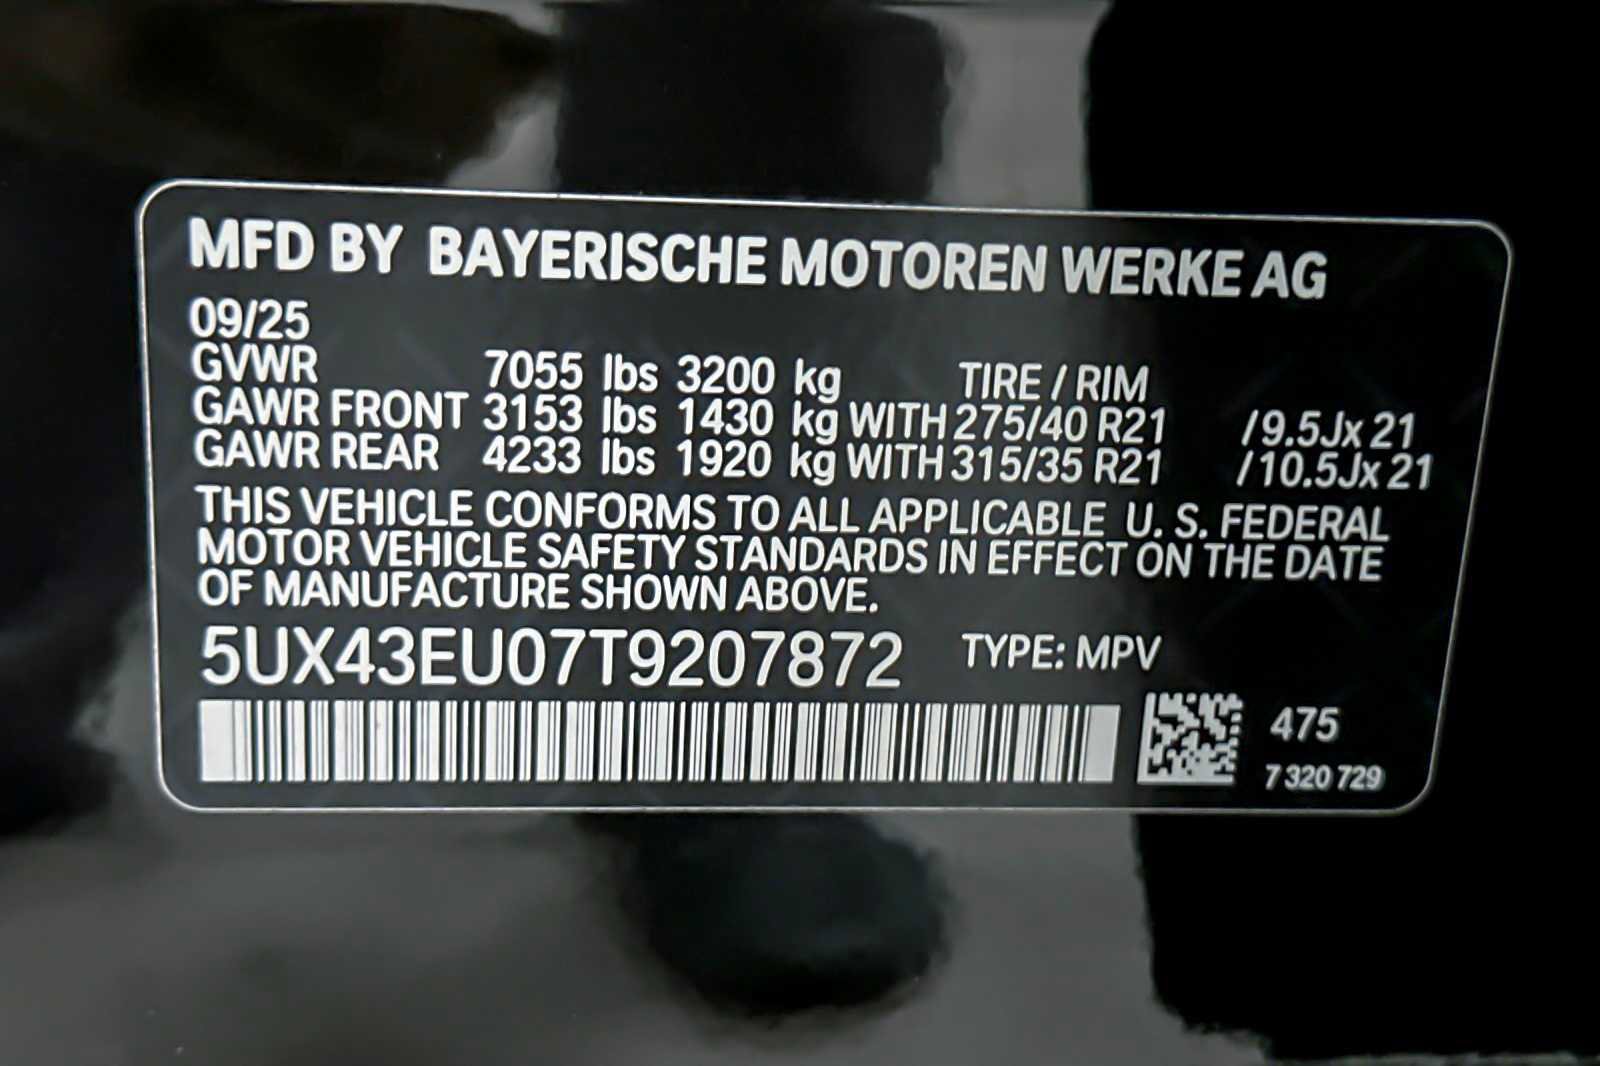 MFD BY BAYERISCHE MOTOREN WERKE AG
09/25
GVWR 7055 lbs 3200 kg TIRE / RIM
GAWR FRONT 3153 lbs 1430 kg WITH 275/40 R21 /9.5Jx 21
GAWR REAR 4233 lbs 1920 kg WITH 315/35 R21 /10.5Jx 21
THIS VEHICLE CONFORMS TO ALL APPLICABLE U. S. FEDERAL
MOTOR VEHICLE SAFETY STANDARDS IN EFFECT ON THE DATE
OF MANUFACTURE SHOWN ABOVE.
5UX43EU07T9207872 TYPE: MPV
475
7 320 729